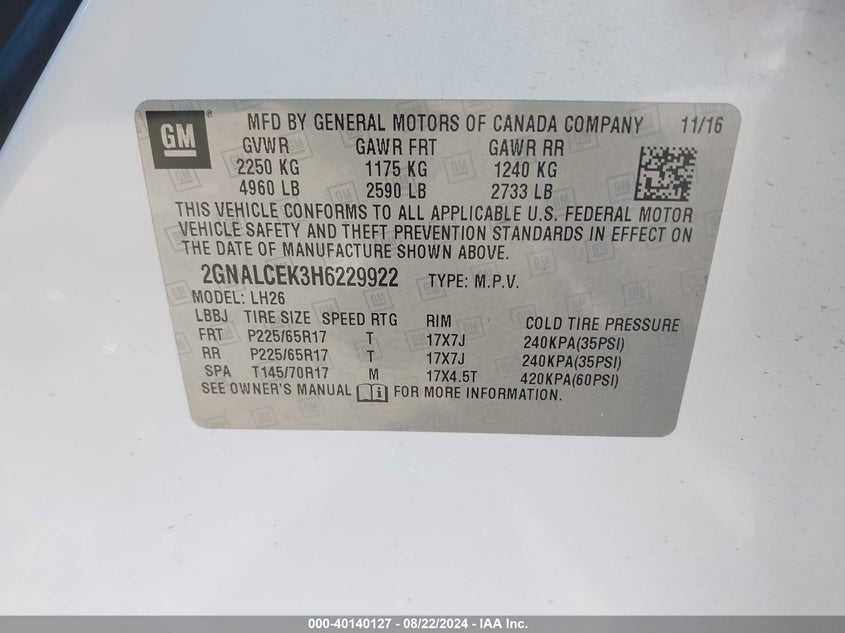 GM ® MFD BY GENERAL MOTORS OF CANADA COMPANY 11/16
GVWR GAWR FRT GAWR RR
2250 KG 1175 KG 1240 KG
4960 LB 2590 LB 2733 LB
THIS VEHICLE CONFORMS TO ALL APPLICABLE U.S. FEDERAL MOTOR
VEHICLE SAFETY AND THEFT PREVENTION STANDARDS IN EFFECT ON
THE DATE OF MANUFACTURE SHOWN ABOVE.
2GNALCEK3H6229922 TYPE: M.P.V.
MODEL: LH26
LBBJ TIRE SIZE SPEED RTG RIM COLD TIRE PRESSURE
FRT P225/65R17 T 17X7J 240KPA(35PSI)
RR P225/65R17 T 17X7J 240KPA(35PSI)
SPA T145/70R17 M 17X4.5T 420KPA(60PSI)
SEE OWNER'S MANUAL i FOR MORE INFORMATION.
000-40140127 - 08/22/2024 - IAA Inc.